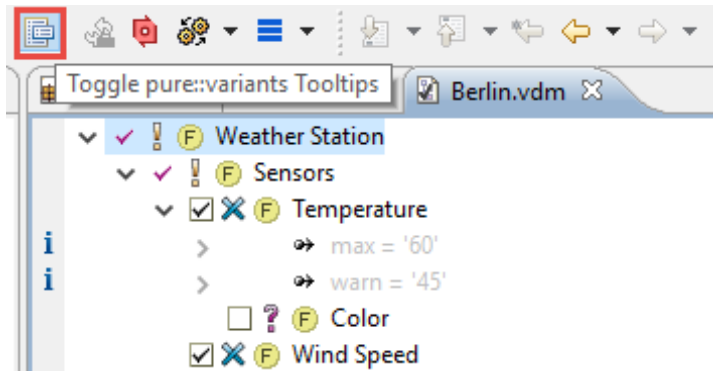 Toggle pure::variants Tooltips
Berlin.vdm
F Weather Station
F Sensors
F Temperature
i max = '60'
i warn = '45'
? F Color
F Wind Speed